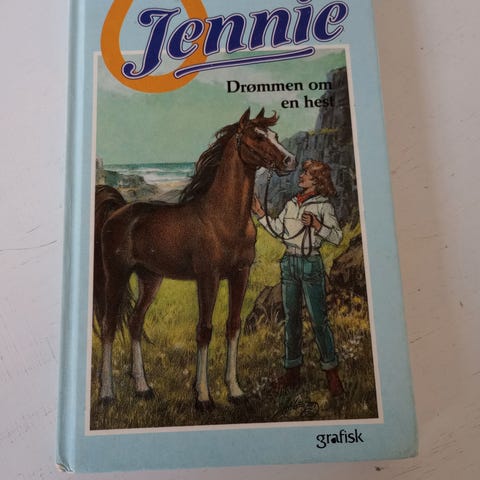 Jennie
Drømmen om
en hest
grafisk